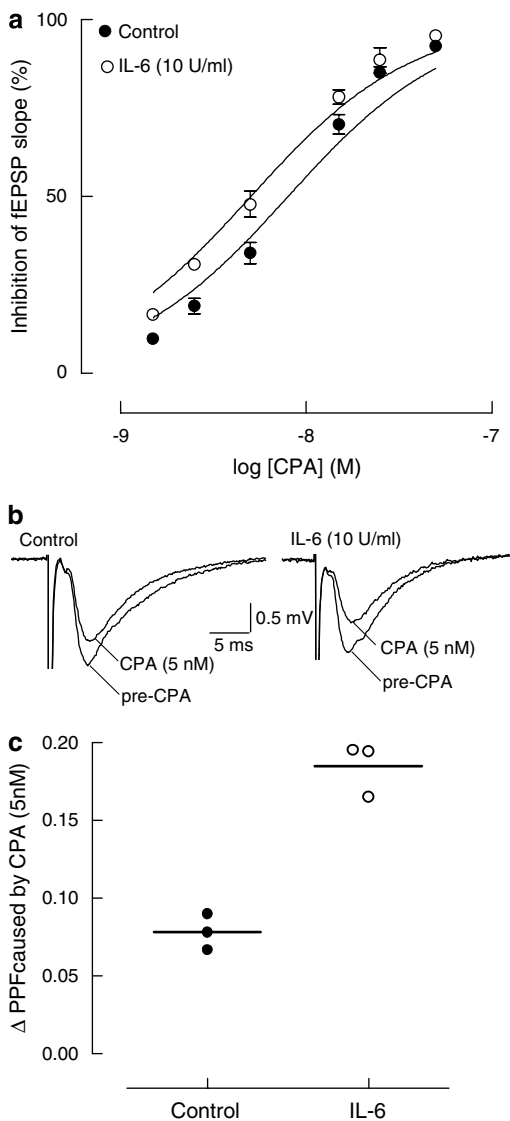 a
100
Control
IL-6 (10 U/ml)
50
0
Inhibition of fEPSP slope (%)
-9
-8
-7
log [CPA] (M)
b
Control
IL-6 (10 U/ml)
0.5 mV
5 ms
CPA (5 nM)
pre-CPA
CPA (5 nM)
pre-CPA
c
0.20
0.15
0.10
0.05
0.00
Δ PPFcaused by CPA (5nM)
Control
IL-6